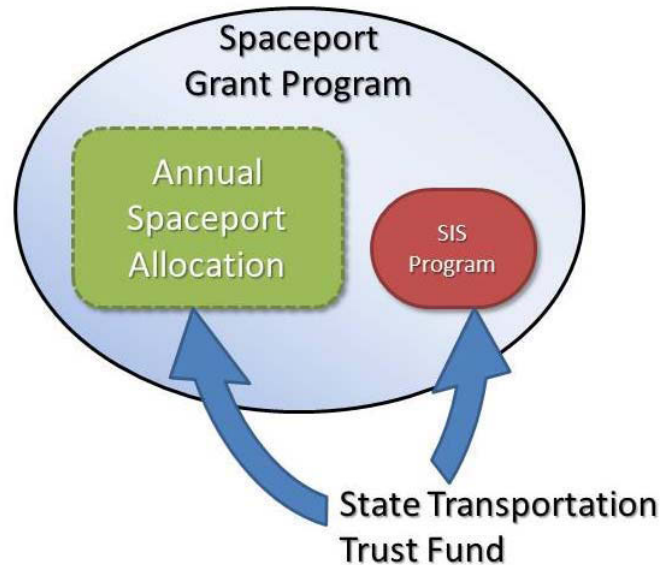 Spaceport
Grant Program
Annual
Spaceport
Allocation
SIS
Program
State Transportation
Trust Fund